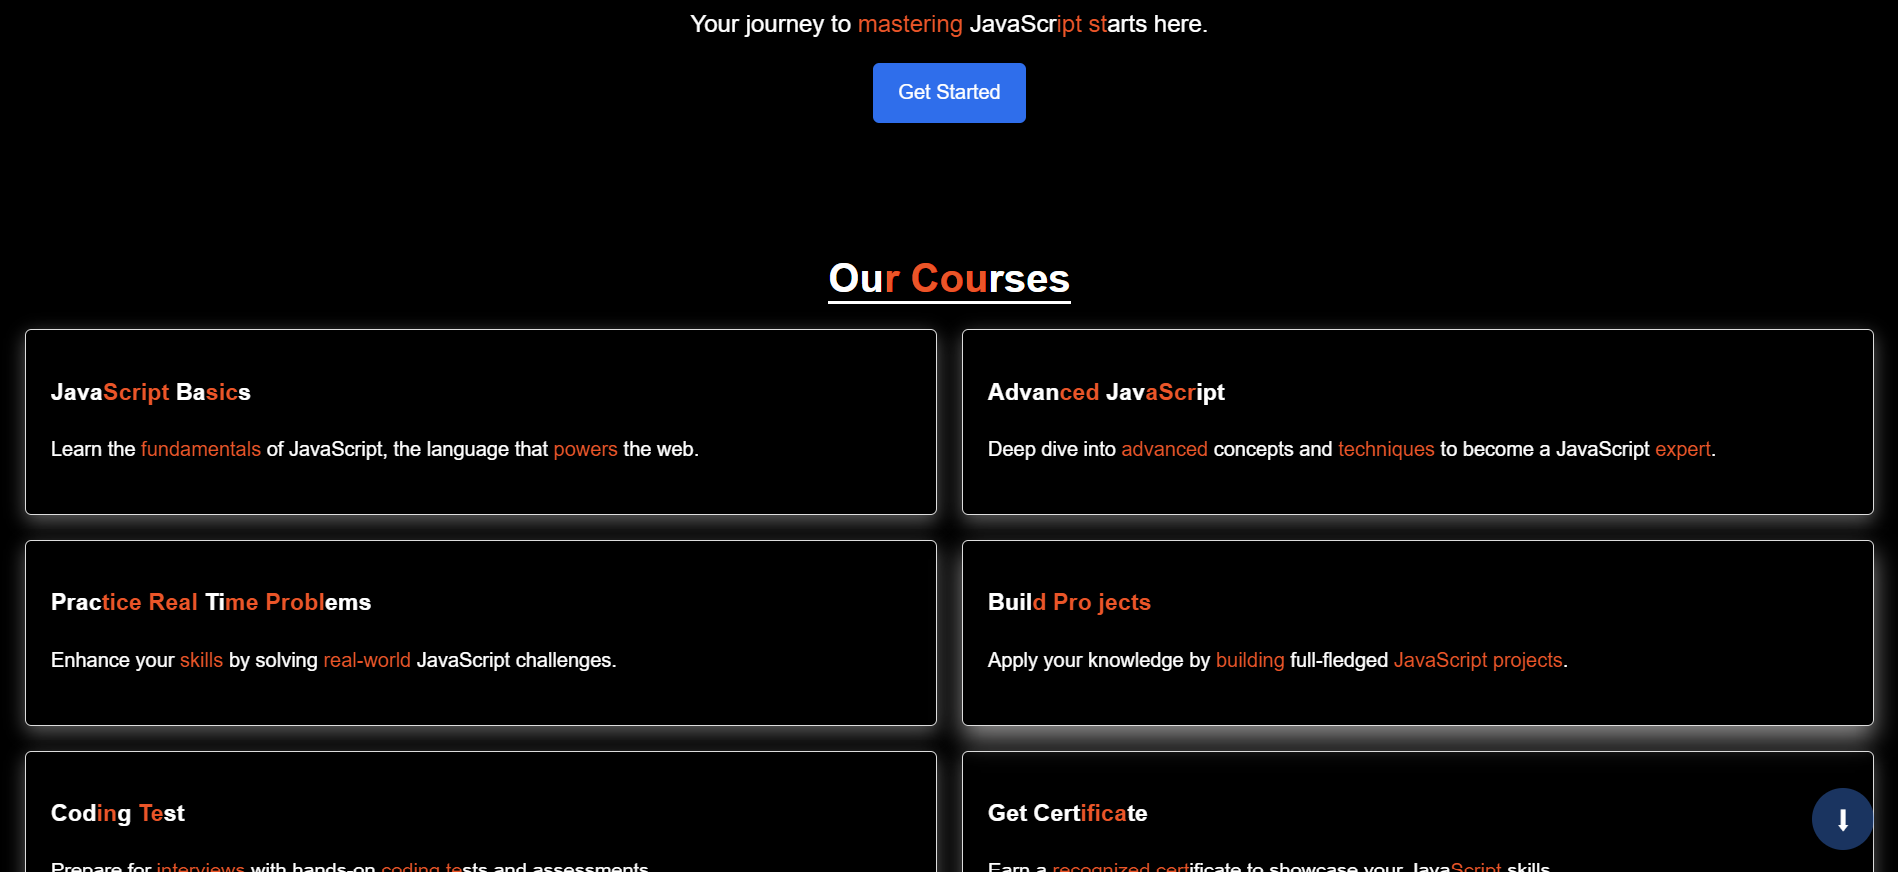 Your journey to mastering JavaScript starts here.
Get Started
Our Courses
JavaScript Basics
Learn the fundamentals of JavaScript, the language that powers the web.
Advanced JavaScript
Deep dive into advanced concepts and techniques to become a JavaScript expert.
Practice Real Time Problems
Enhance your skills by solving real-world JavaScript challenges.
Build Pro jects
Apply your knowledge by building full-fledged JavaScript projects.
Coding Test
Prepare for interviews with hands-on coding tests and assessments.
Get Certificate
Earn a recognized certificate to showcase your JavaScript skills.